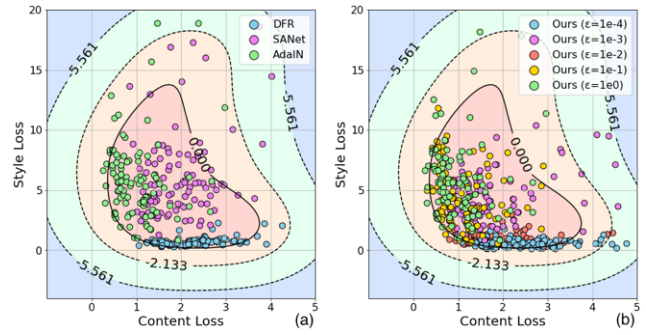 20
15
10
5
0
Style Loss
-5.561
-5.561
-5.561
-2.133
0.000
DFR
SANet
AdaIN
0 1 2 3 4 5
Content Loss
(a)
20
15
10
5
0
Style Loss
-5.561
-5.561
-5.561
-2.133
0.000
Ours (ε=1e-4)
Ours (ε=1e-3)
Ours (ε=1e-2)
Ours (ε=1e-1)
Ours (ε=1e0)
0 1 2 3 4 5
Content Loss
(b)